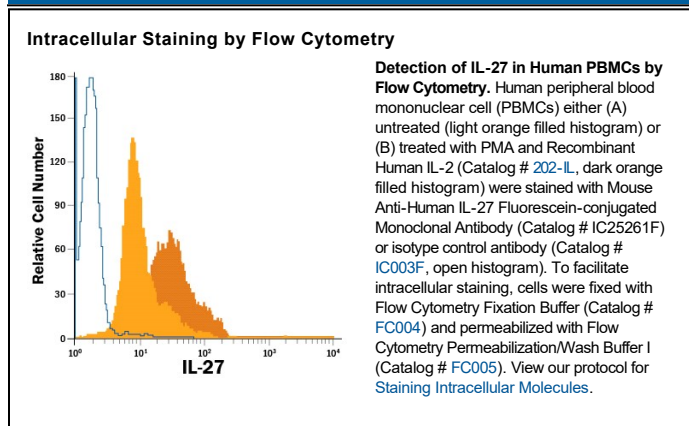 Intracellular Staining by Flow Cytometry
180
150
120
90
60
30
0
Relative Cell Number
10⁰
10¹
10²
10³
10⁴
IL-27
Detection of IL-27 in Human PBMCs by
Flow Cytometry. Human peripheral blood
mononuclear cell (PBMCs) either (A)
untreated (light orange filled histogram) or
(B) treated with PMA and Recombinant
Human IL-2 (Catalog # 202-IL, dark orange
filled histogram) were stained with Mouse
Anti-Human IL-27 Fluorescein-conjugated
Monoclonal Antibody (Catalog # IC25261F)
or isotype control antibody (Catalog #
IC003F, open histogram). To facilitate
intracellular staining, cells were fixed with
Flow Cytometry Fixation Buffer (Catalog #
FC004) and permeabilized with Flow
Cytometry Permeabilization/Wash Buffer I
(Catalog # FC005). View our protocol for
Staining Intracellular Molecules.